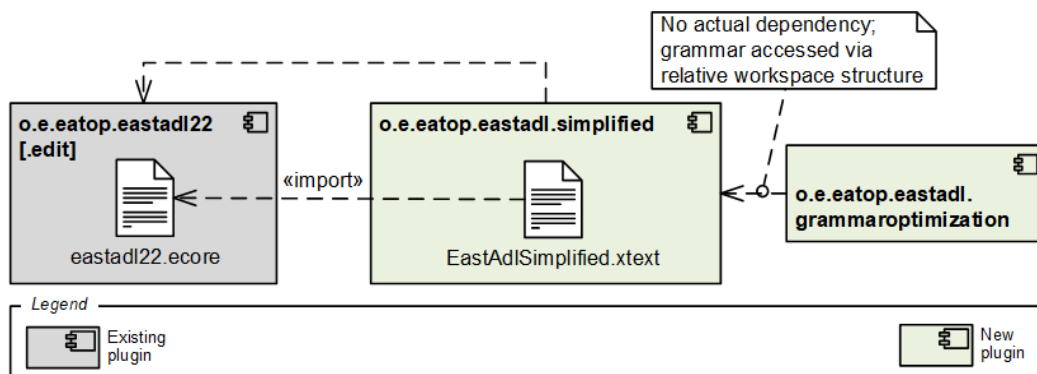 No actual dependency;
grammar accessed via
relative workspace structure
o.e.eatop.eastadl22
[.edit]
«import»
eastadl22.ecore
o.e.eatop.eastadl.simplified
EastAdlSimplified.xtext
o.e.eatop.eastadl.
grammaroptimization
Legend
Existing
plugin
New
plugin